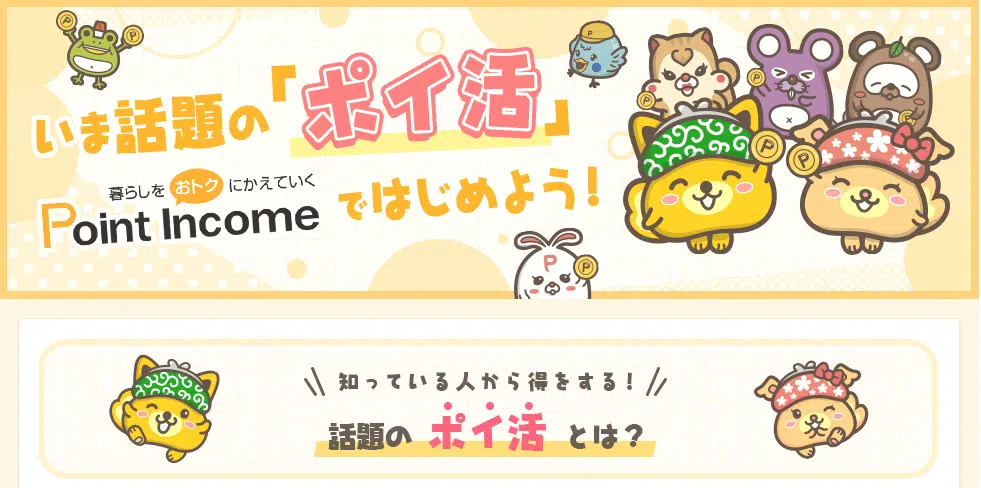 いま話題の「ポイ活」
暮らしを おトク にかえていく
Point Income
ではじめよう!
知っている人から得をする!
話題の ポイ活 とは?